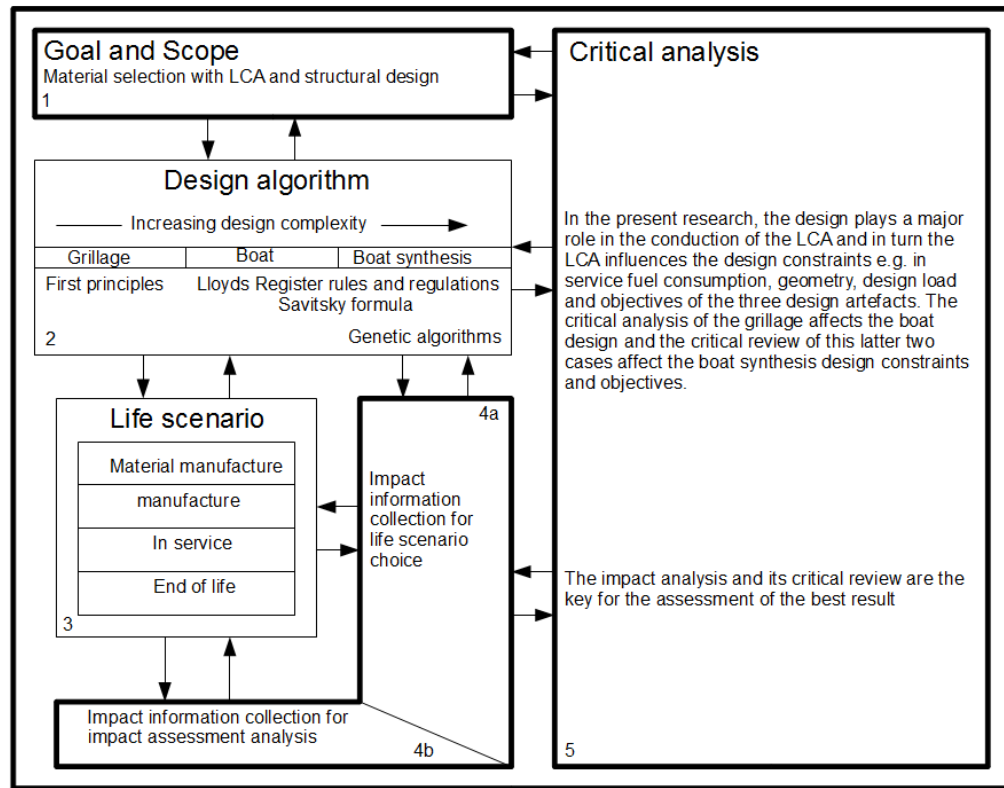 Goal and Scope
Material selection with LCA and structural design
1
Design algorithm
Increasing design complexity
Grillage
Boat
Boat synthesis
First principles
Lloyds Register rules and regulations
Savitsky formula
2
Genetic algorithms
Life scenario
Material manufacture
manufacture
In service
End of life
3
4a
Impact
information
collection for
life scenario
choice
Impact information collection for
impact assessment analysis
4b
Critical analysis
In the present research, the design plays a major
role in the conduction of the LCA and in turn the
LCA influences the design constraints e.g. in
service fuel consumption, geometry, design load
and objectives of the three design artefacts. The
critical analysis of the grillage affects the boat
design and the critical review of this latter two
cases affect the boat synthesis design constraints
and objectives.
The impact analysis and its critical review are the
key for the assessment of the best result
5